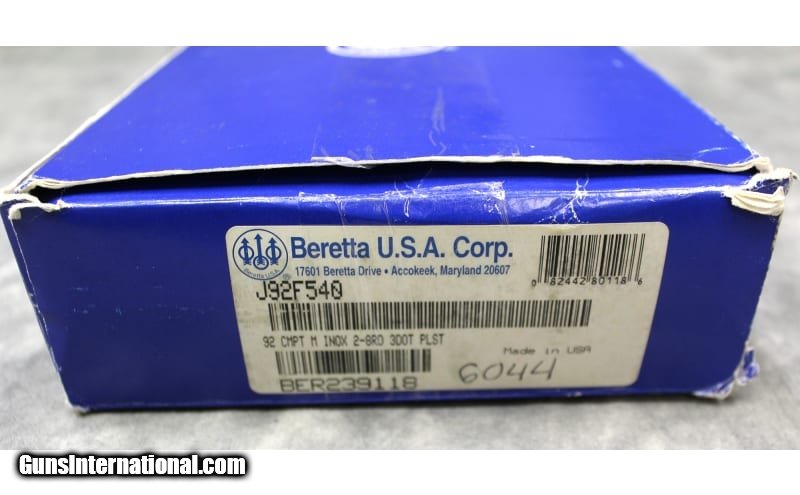 Beretta U.S.A. Corp.
17601 Beretta Drive • Accokeek, Maryland 20607
Beretta U.S.A.
®
J92F540
0 82442 80118 6
92 CMPT M INOX 2-8RD 3DOT PLST
Made in USA
BER239118
6044
GunsInternational.com